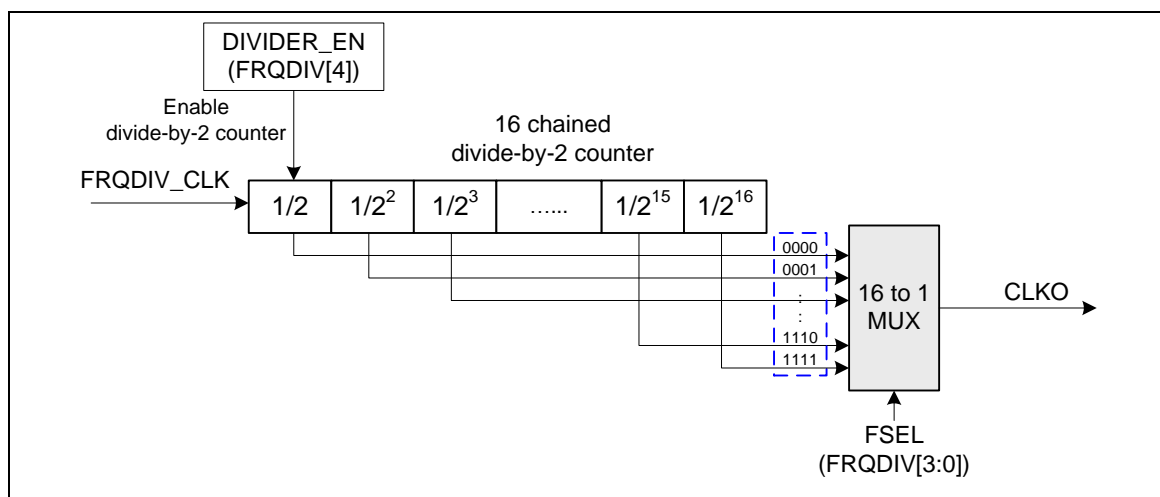 DIVIDER_EN
(FRQDIV[4])
Enable
divide-by-2 counter
16 chained
divide-by-2 counter
FRQDIV_CLK
1/2 1/2² 1/2³ …... 1/2¹⁵ 1/2¹⁶
0000
0001
:
:
1110
1111
16 to 1
MUX
CLKO
FSEL
(FRQDIV[3:0])